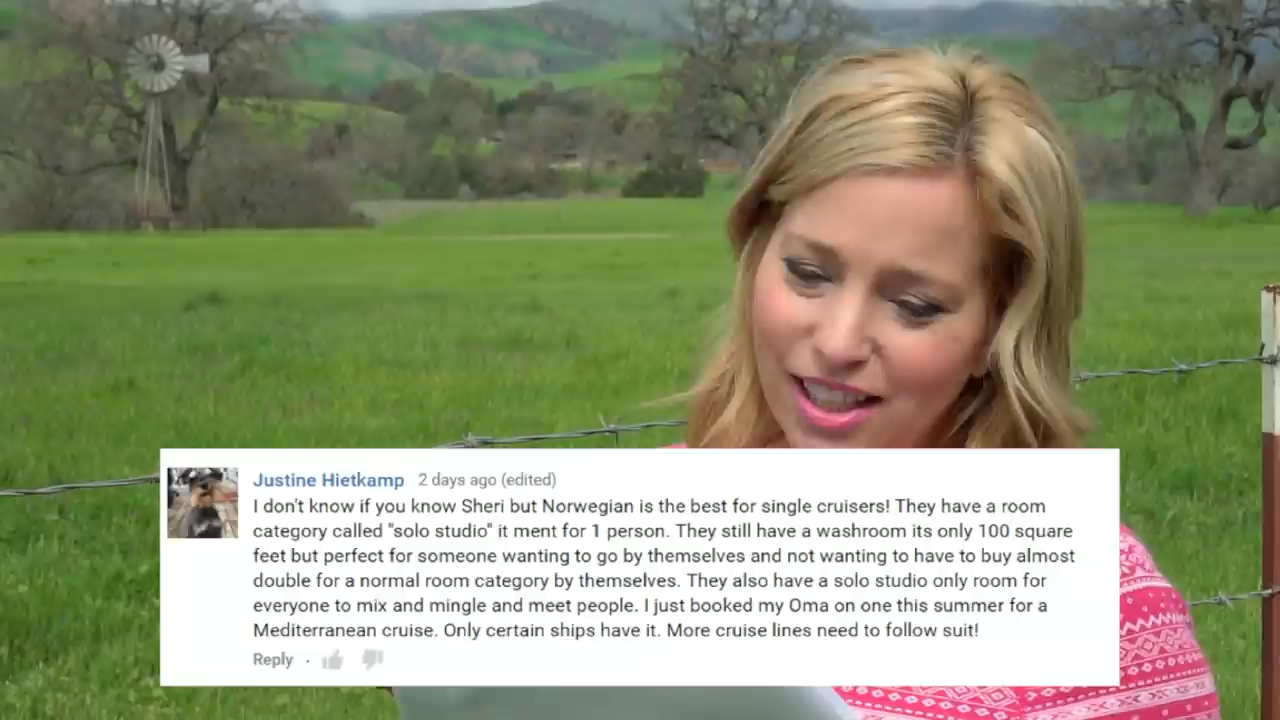 Justine Hietkamp 2 days ago (edited)
I don't know if you know Sheri but Norwegian is the best for single cruisers! They have a room
category called "solo studio" it ment for 1 person. They still have a washroom its only 100 square
feet but perfect for someone wanting to go by themselves and not wanting to have to buy almost
double for a normal room category by themselves. They also have a solo studio only room for
everyone to mix and mingle and meet people. I just booked my Oma on one this summer for a
Mediterranean cruise. Only certain ships have it. More cruise lines need to follow suit!
Reply ·